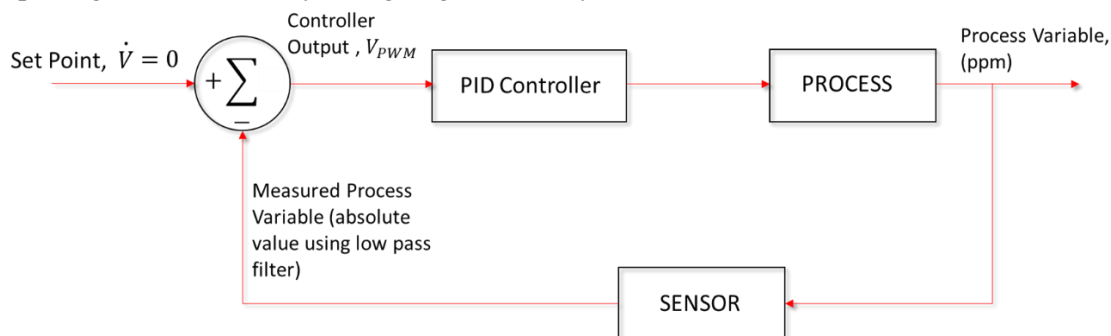 Controller
Output , V_PWM
Set Point, V̇ = 0
+
∑
−
PID Controller
PROCESS
Process Variable,
(ppm)
Measured Process
Variable (absolute
value using low pass
filter)
SENSOR